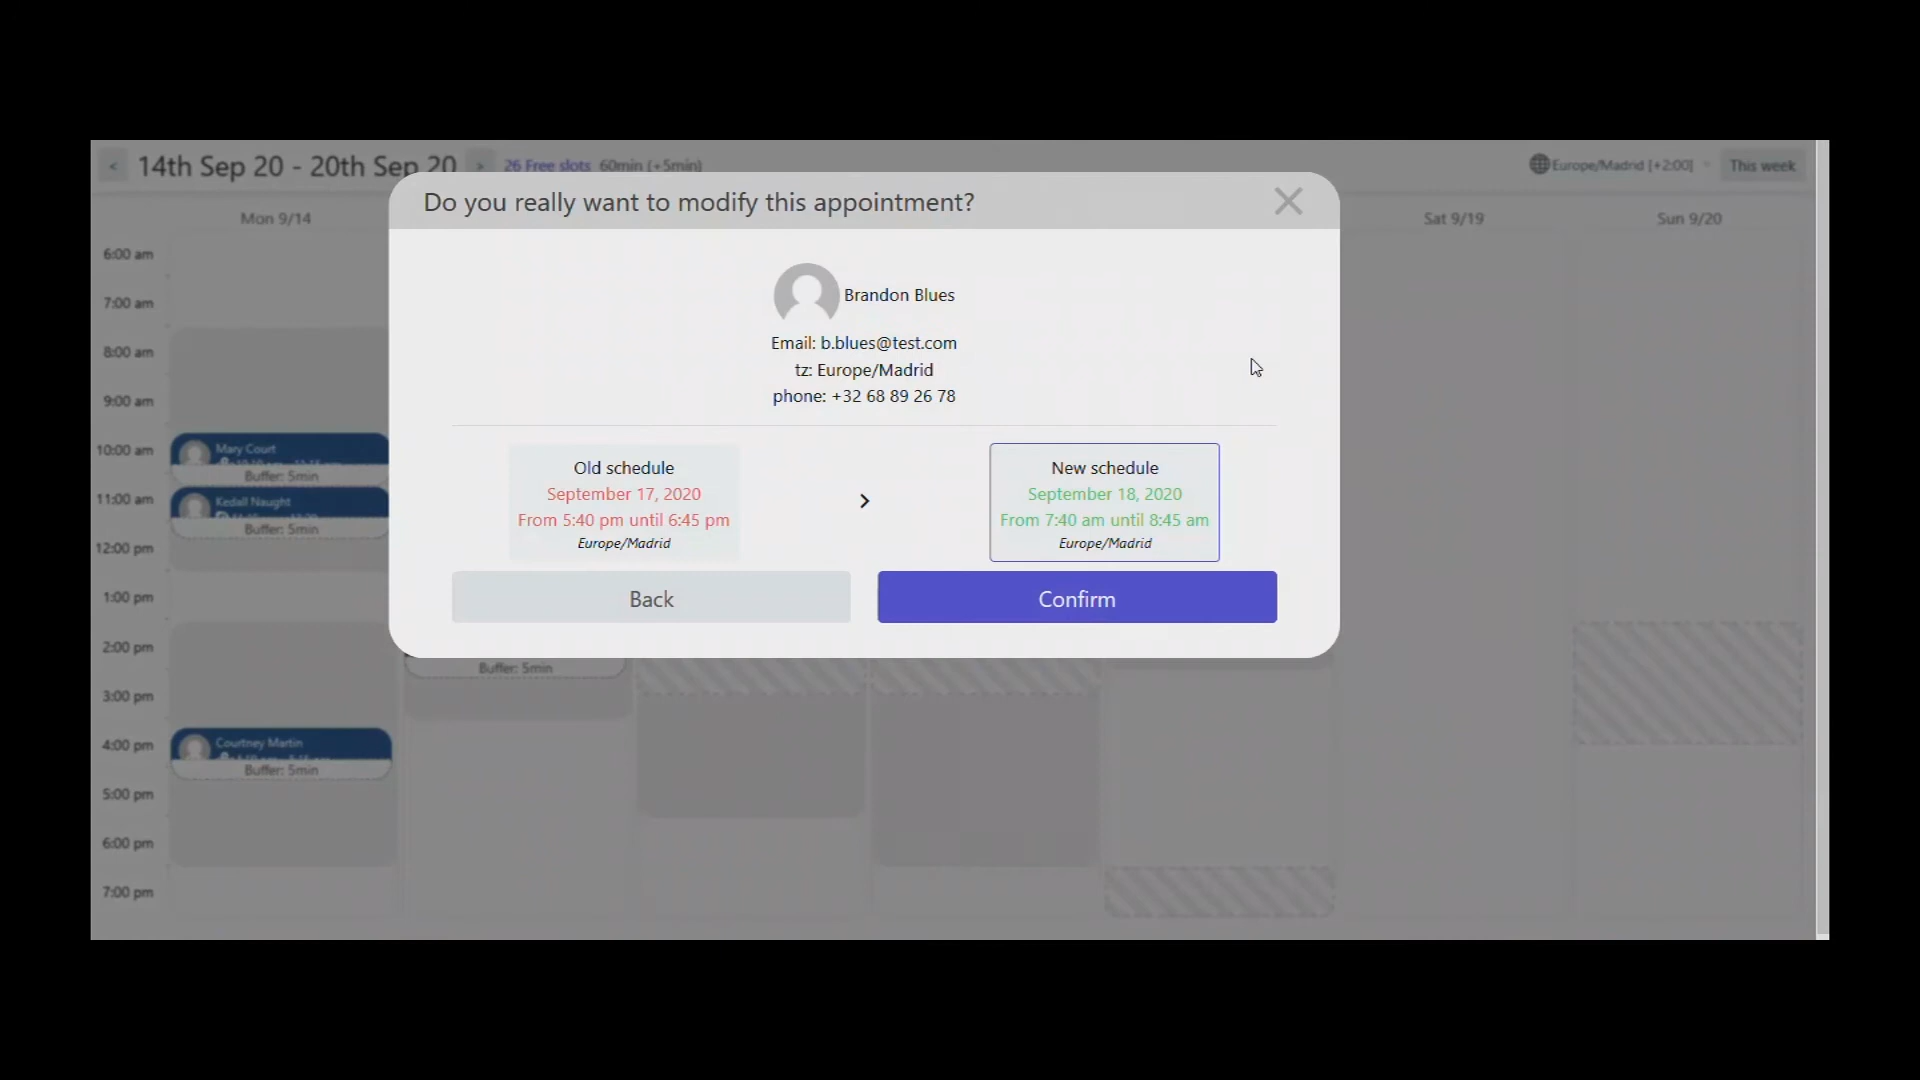 <
14th Sep 20 - 20th Sep 20
>
26 Free slots
60min (+5min)
Europe/Madrid [+2:00]
This week
Mon 9/14
Sat 9/19
Sun 9/20
6:00 am
7:00 am
8:00 am
9:00 am
10:00 am
11:00 am
12:00 pm
1:00 pm
2:00 pm
3:00 pm
4:00 pm
5:00 pm
6:00 pm
7:00 pm
Mary Court
Buffer: 5min
Kedall Naught
Buffer: 5min
Courtney Martin
Buffer: 5min
Buffer: 5min
Do you really want to modify this appointment?
Brandon Blues
Email: b.blues@test.com
tz: Europe/Madrid
phone: +32 68 89 26 78
Old schedule
September 17, 2020
From 5:40 pm until 6:45 pm
Europe/Madrid
New schedule
September 18, 2020
From 7:40 am until 8:45 am
Europe/Madrid
Back
Confirm